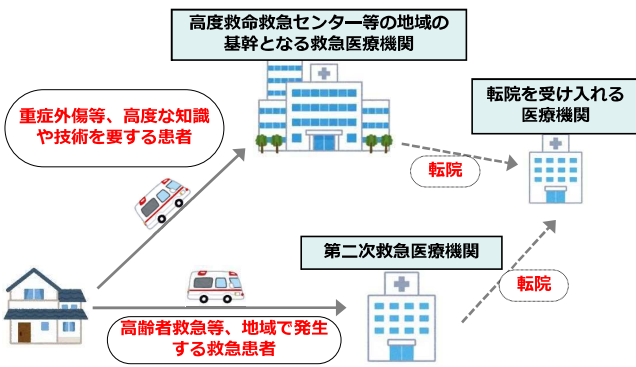 高度救命救急センター等の地域の
基幹となる救急医療機関
転院を受け入れる
医療機関
重症外傷等、高度な知識
や技術を要する患者
転院
第二次救急医療機関
転院
高齢者救急等、地域で発生
する救急患者